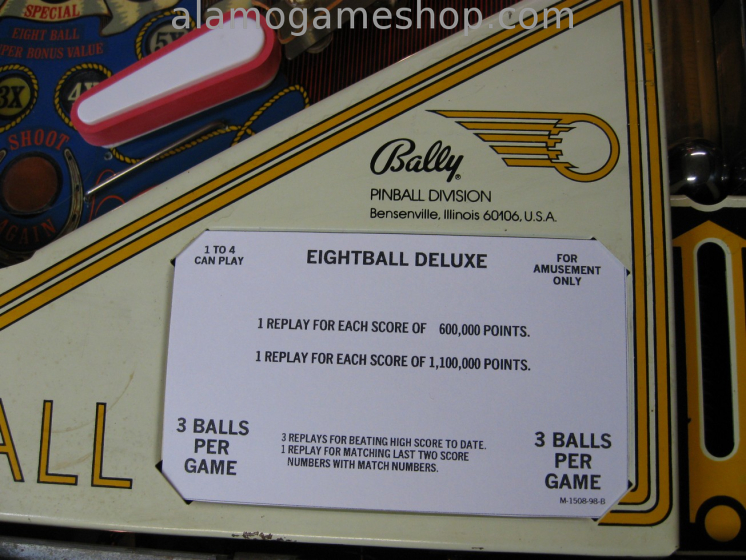 alamogameshop.com
SPECIAL
EIGHT BALL
PER BONUS VALUE
5X
3X
4
SHOOT
AGAIN
Bally®
PINBALL DIVISION
Bensenville, Illinois 60106, U.S.A.
1 TO 4
CAN PLAY
EIGHTBALL DELUXE
FOR
AMUSEMENT
ONLY
1 REPLAY FOR EACH SCORE OF 600,000 POINTS.
1 REPLAY FOR EACH SCORE OF 1,100,000 POINTS.
3 BALLS
PER
GAME
3 REPLAYS FOR BEATING HIGH SCORE TO DATE.
1 REPLAY FOR MATCHING LAST TWO SCORE
NUMBERS WITH MATCH NUMBERS.
3 BALLS
PER
GAME
M-1508-98-B
ALL